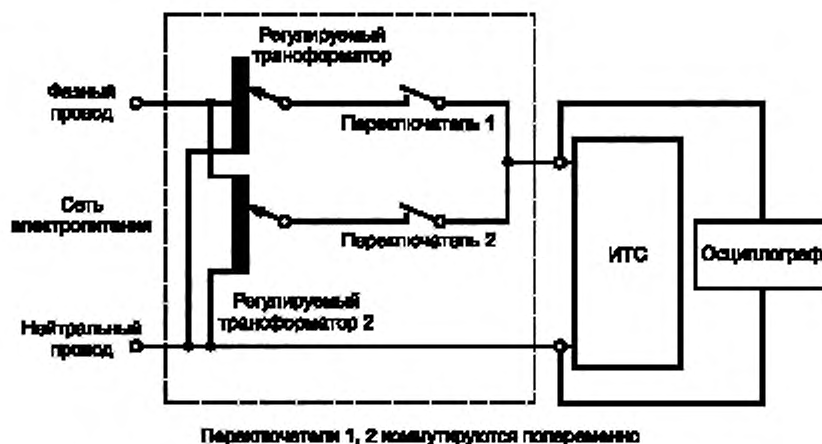 Регулируемый
трансформатор
Фазный
провод
Переключатель 1
Сеть
электропитания
Переключатель 2
ИТС
Осциллограф
Регулируемый
трансформатор 2
Нейтральный
провод
Переключатели 1, 2 коммутируются попеременно